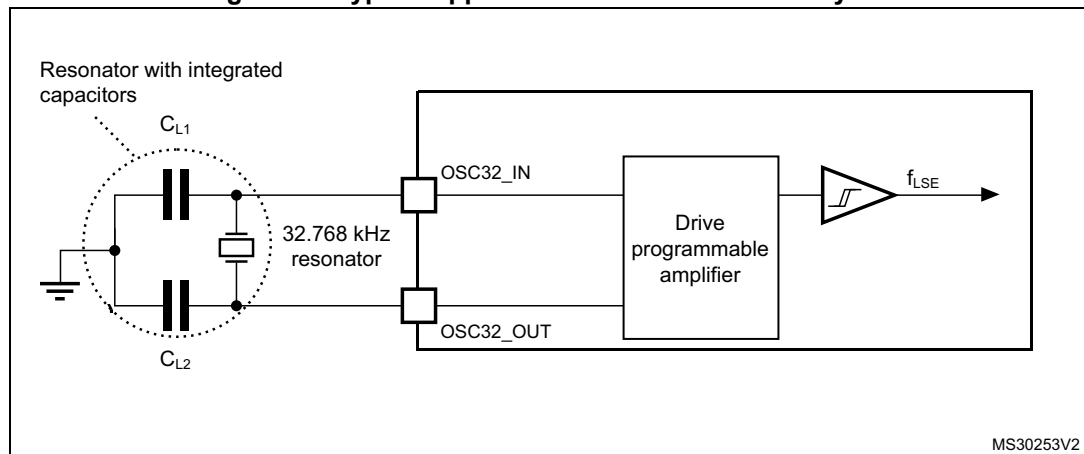 Resonator with integrated
capacitors
CL1
OSC32_IN
fLSE
Drive
programmable
amplifier
32.768 kHz
resonator
OSC32_OUT
CL2
MS30253V2